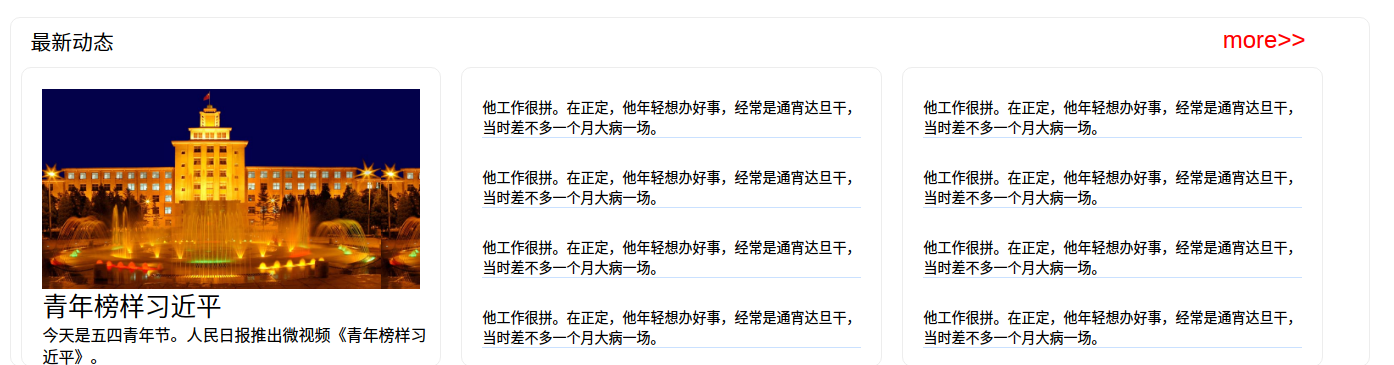 最新动态
more>>
青年榜样习近平
今天是五四青年节。人民日报推出微视频《青年榜样习
近平》。
他工作很拼。在正定，他年轻想办好事，经常是通宵达旦干，
当时差不多一个月大病一场。
他工作很拼。在正定，他年轻想办好事，经常是通宵达旦干，
当时差不多一个月大病一场。
他工作很拼。在正定，他年轻想办好事，经常是通宵达旦干，
当时差不多一个月大病一场。
他工作很拼。在正定，他年轻想办好事，经常是通宵达旦干，
当时差不多一个月大病一场。
他工作很拼。在正定，他年轻想办好事，经常是通宵达旦干，
当时差不多一个月大病一场。
他工作很拼。在正定，他年轻想办好事，经常是通宵达旦干，
当时差不多一个月大病一场。
他工作很拼。在正定，他年轻想办好事，经常是通宵达旦干，
当时差不多一个月大病一场。
他工作很拼。在正定，他年轻想办好事，经常是通宵达旦干，
当时差不多一个月大病一场。